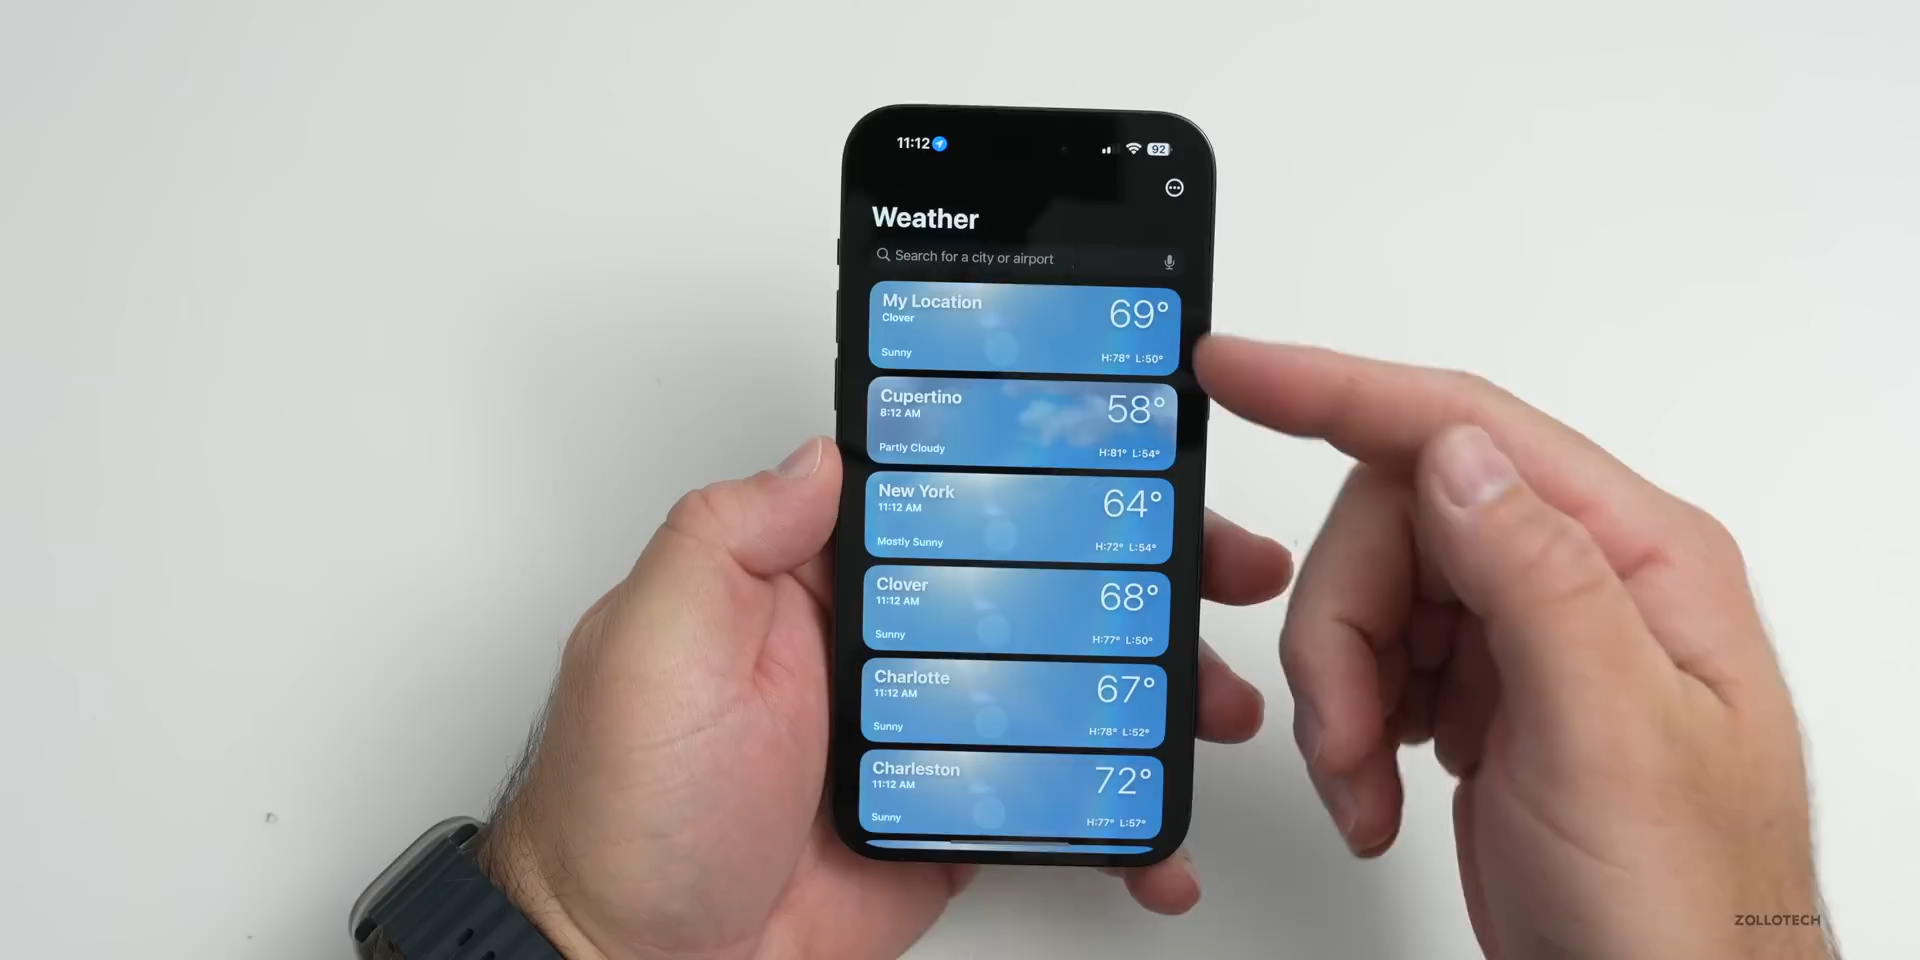 11:12
92
Weather
Search for a city or airport
My Location
Clover
69°
Sunny
H:78° L:50°
Cupertino
8:12 AM
58°
Partly Cloudy
H:81° L:54°
New York
11:12 AM
64°
Mostly Sunny
H:72° L:54°
Clover
11:12 AM
68°
Sunny
H:77° L:50°
Charlotte
11:12 AM
67°
Sunny
H:78° L:52°
Charleston
11:12 AM
72°
Sunny
H:77° L:57°
ZOLLOTECH